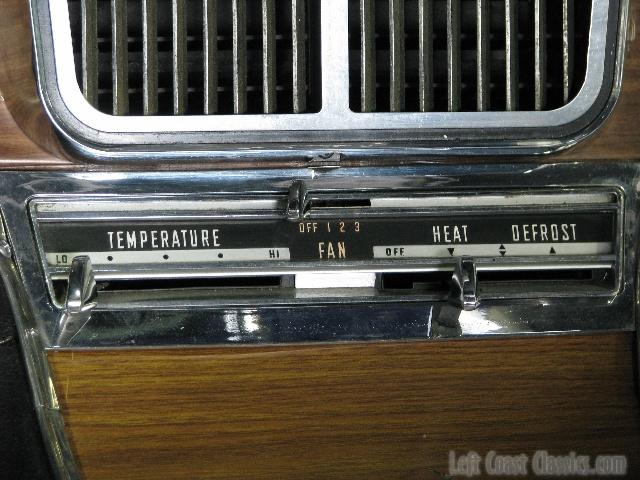 OFF 1 2 3
TEMPERATURE FAN HEAT DEFROST
LO HI OFF
Left Coast Classics.com